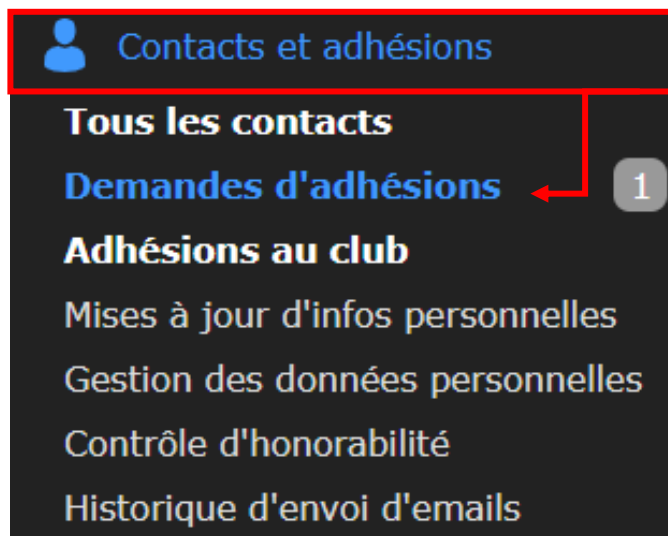 Contacts et adhésions
Tous les contacts
Demandes d'adhésions 1
Adhésions au club
Mises à jour d'infos personnelles
Gestion des données personnelles
Contrôle d'honorabilité
Historique d'envoi d'emails